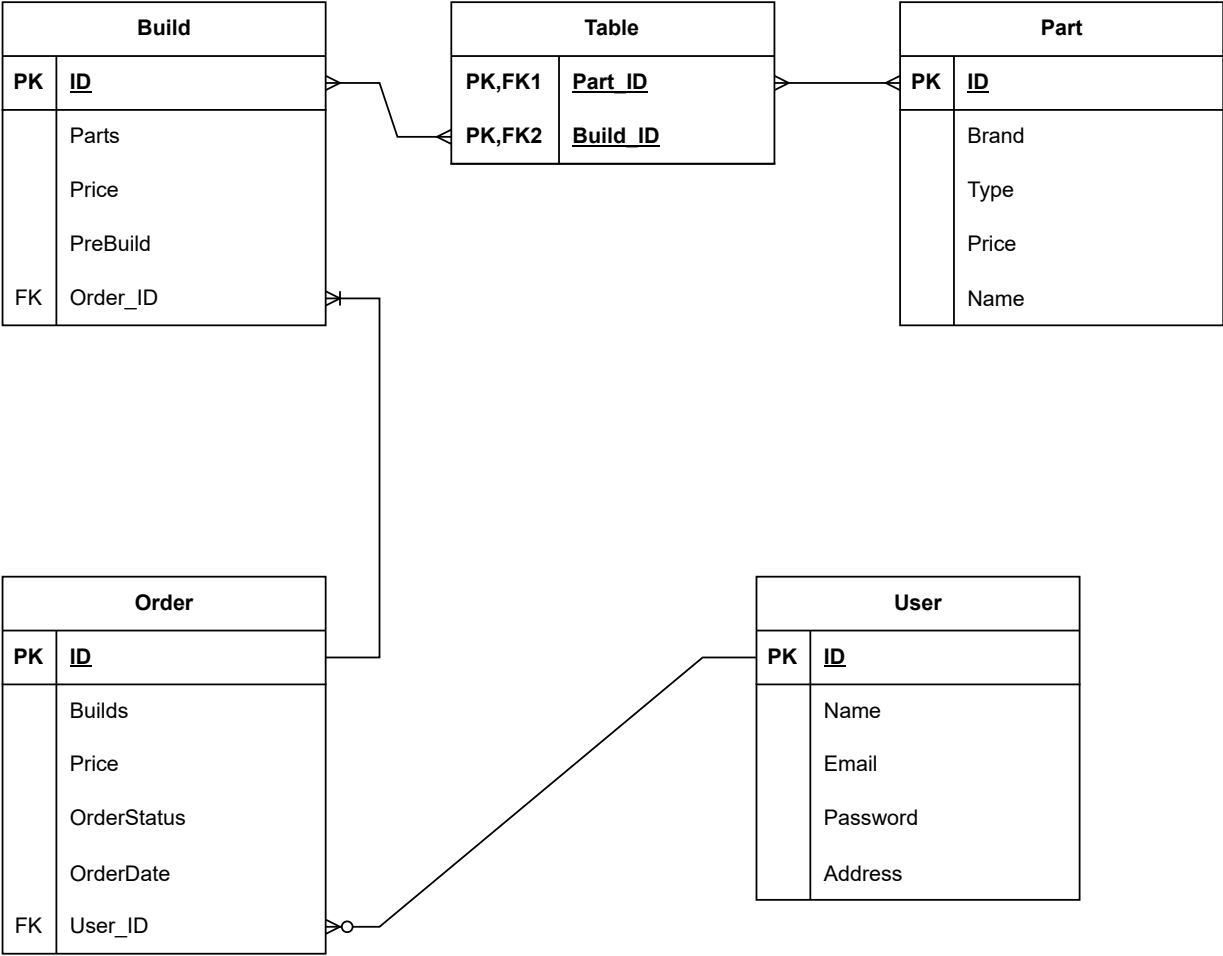 Build
PK ID
Parts
Price
PreBuild
FK Order_ID
Table
PK,FK1 Part_ID
PK,FK2 Build_ID
Part
PK ID
Brand
Type
Price
Name
Order
PK ID
Builds
Price
OrderStatus
OrderDate
FK User_ID
User
PK ID
Name
Email
Password
Address